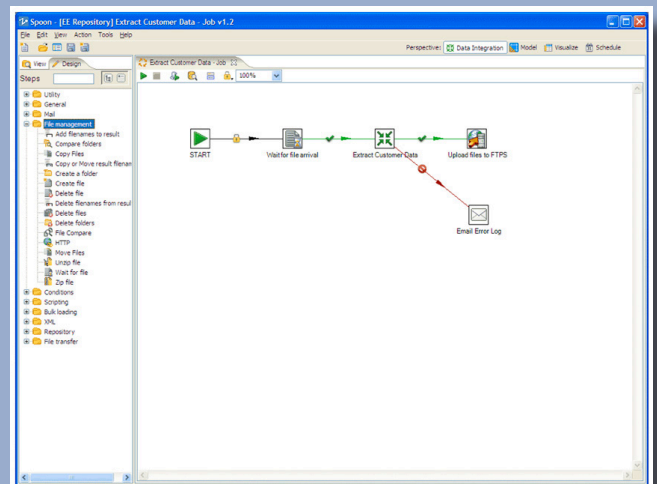 Spoon - [EE Repository] Extract Customer Data - Job v1.2
File Edit View Action Tools Help
Perspective: Data Integration Model Visualize Schedule
View Design
Extract Customer Data - Job
Steps
100%
Utility
General
Mail
File management
Add filenames to result
Compare folders
Copy Files
Copy or Move result filenam
Create a folder
Create file
Delete file
Delete filenames from resul
Delete files
Delete folders
File Compare
HTTP
Move Files
Unzip file
Wait for file
Zip file
Conditions
Scripting
Bulk loading
XML
Repository
File transfer
START
Wait for file arrival
Extract Customer Data
Upload files to FTPS
Email Error Log